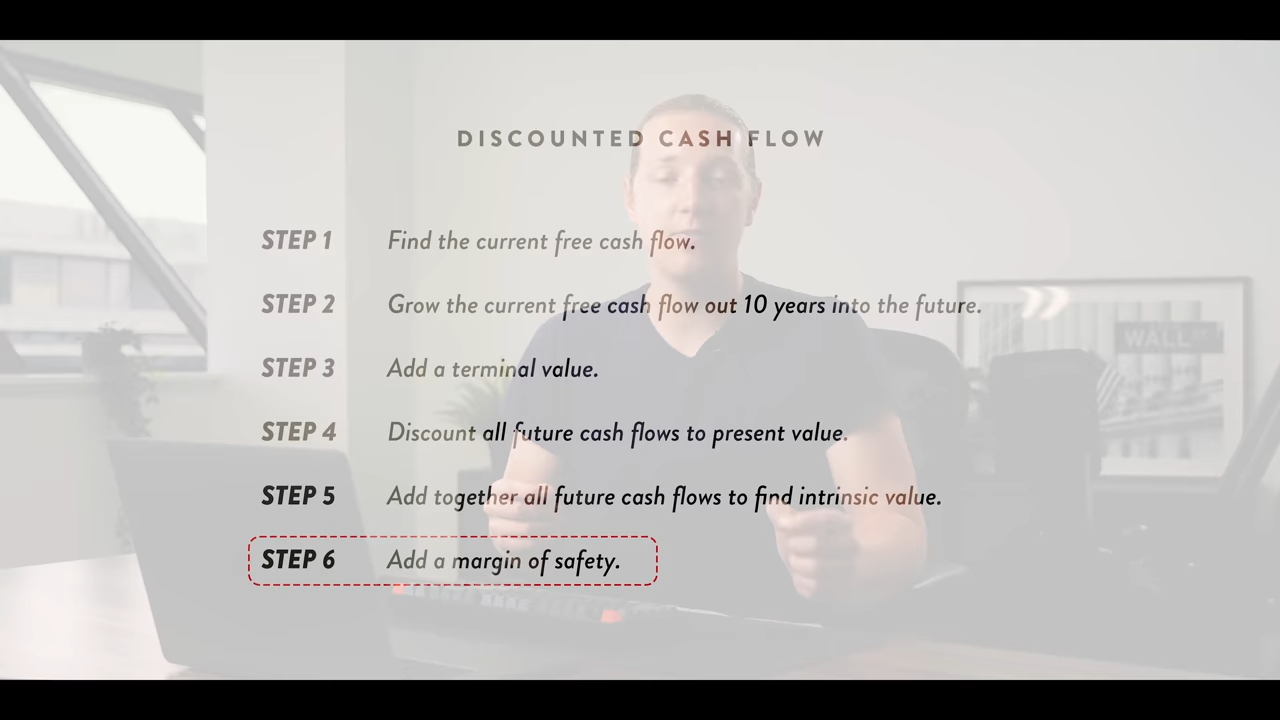 DISCOUNTED CASH FLOW
STEP 1 Find the current free cash flow.
STEP 2 Grow the current free cash flow out 10 years into the future.
STEP 3 Add a terminal value.
STEP 4 Discount all future cash flows to present value.
STEP 5 Add together all future cash flows to find intrinsic value.
STEP 6 Add a margin of safety.
WALL ST